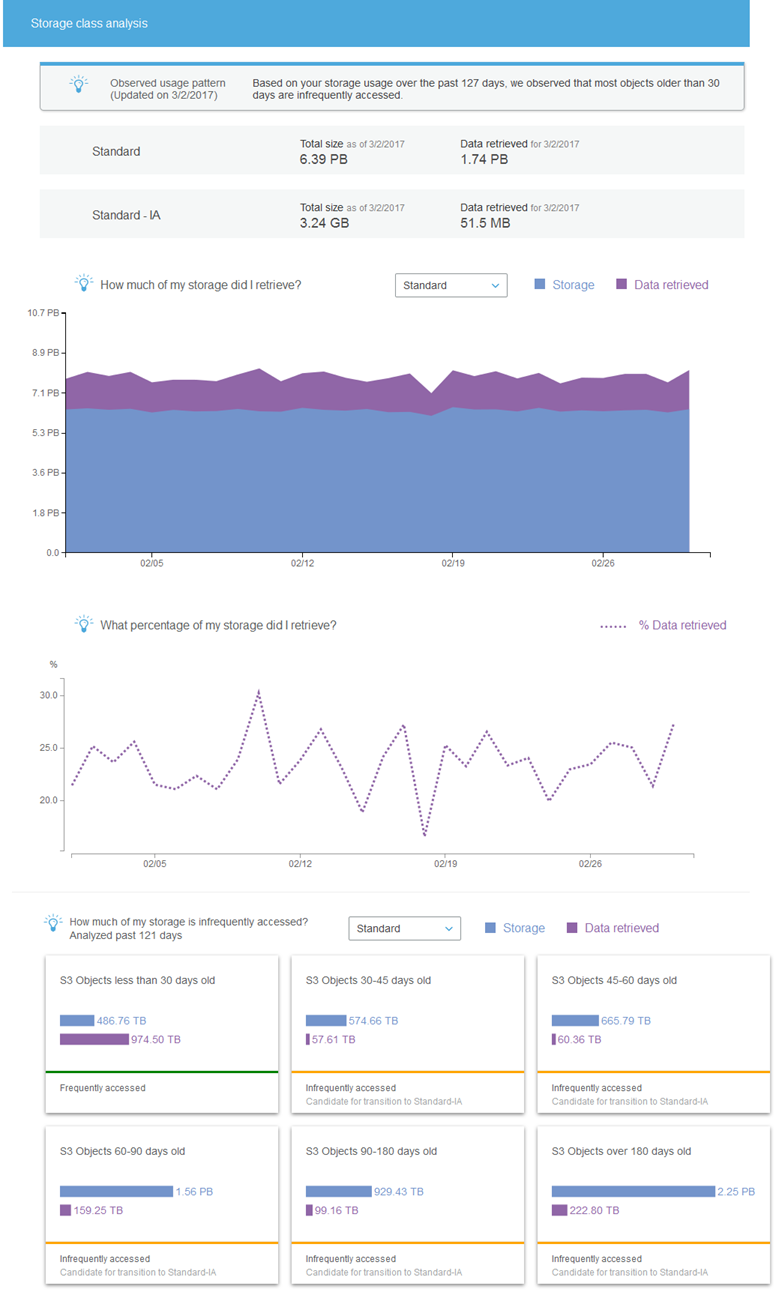 Storage class analysis
Observed usage pattern
(Updated on 3/2/2017)
Based on your storage usage over the past 127 days, we observed that most objects older than 30
days are infrequently accessed.
Standard
Total size as of 3/2/2017
6.39 PB
Data retrieved for 3/2/2017
1.74 PB
Standard - IA
Total size as of 3/2/2017
3.24 GB
Data retrieved for 3/2/2017
51.5 MB
How much of my storage did I retrieve?
Standard
Storage
Data retrieved
10.7 PB
8.9 PB
7.1 PB
5.3 PB
3.6 PB
1.8 PB
0.0
02/05
02/12
02/19
02/26
What percentage of my storage did I retrieve?
% Data retrieved
%
30.0
25.0
20.0
02/05
02/12
02/19
02/26
How much of my storage is infrequently accessed?
Analyzed past 121 days
Standard
Storage
Data retrieved
S3 Objects less than 30 days old
486.76 TB
974.50 TB
Frequently accessed
S3 Objects 30-45 days old
574.66 TB
57.61 TB
Infrequently accessed
Candidate for transition to Standard-IA
S3 Objects 45-60 days old
665.79 TB
60.36 TB
Infrequently accessed
Candidate for transition to Standard-IA
S3 Objects 60-90 days old
1.56 PB
159.25 TB
Infrequently accessed
Candidate for transition to Standard-IA
S3 Objects 90-180 days old
929.43 TB
99.16 TB
Infrequently accessed
Candidate for transition to Standard-IA
S3 Objects over 180 days old
2.25 PB
222.80 TB
Infrequently accessed
Candidate for transition to Standard-IA